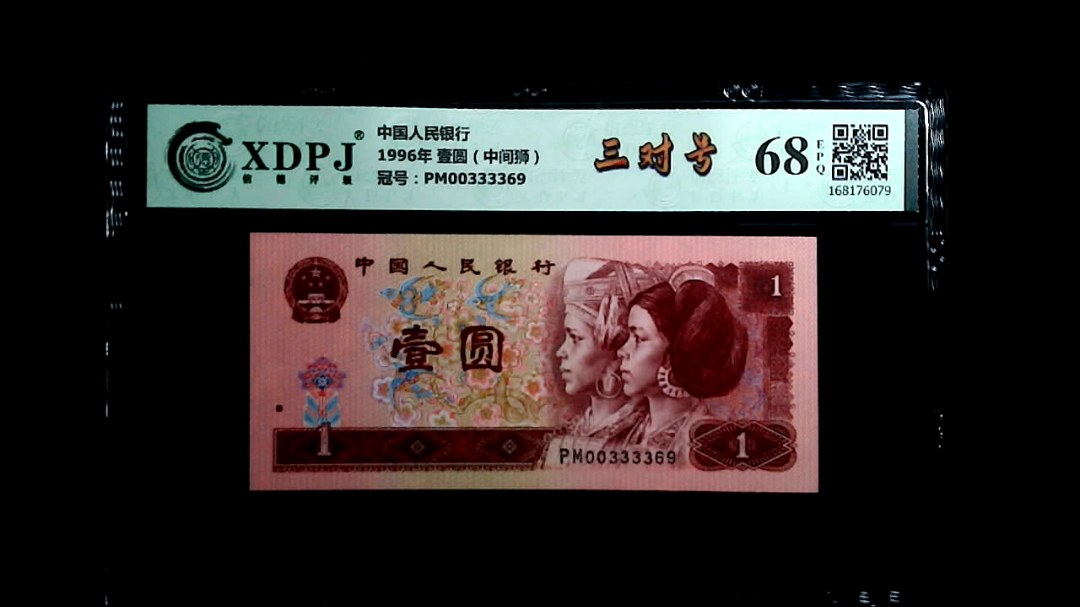 XDPJ®
信德评级
中国人民银行
1996年 壹圆（中间狮）
冠号：PM00333369
三对号
68
EPQ
168176079
中国人民银行
1
壹圆
1
PM00333369
1